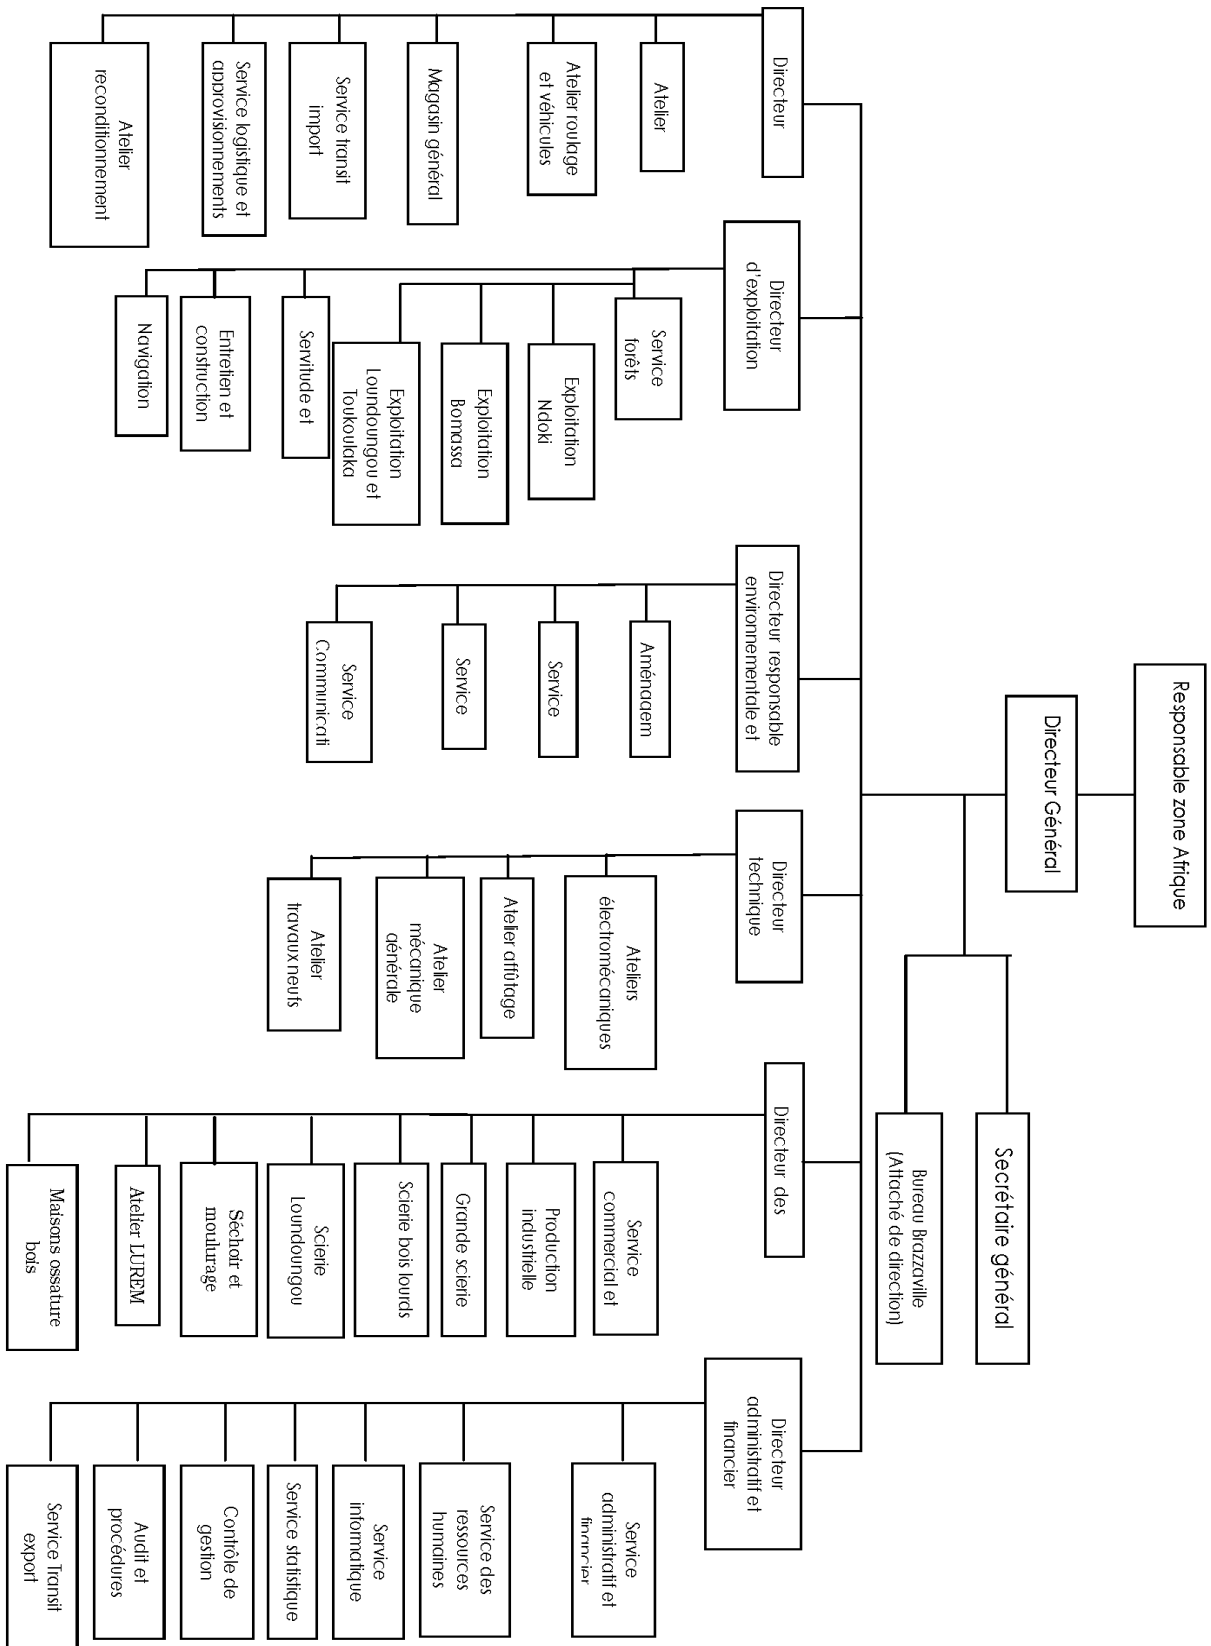 Responsable zone Afrique
Directeur Général
Secrétaire général
Bureau Brazzaville
(Attaché de direction)
Directeur
Atelier
Atelier roulage
et véhicules
Magasin général
Service transit
import
Service logistique et
approvisionnements
Atelier
reconditionnement
Directeur
d'exploitation
Service
forêts
Exploitation
Ndoki
Exploitation
Bomassa
Exploitation
Loundoungou et
Toukoulaka
Servitude et
Entretien et
construction
Navigation
Directeur responsable
environnementale et
Aménagem
Service
Service
Service
Communicati
Directeur
technique
Ateliers
électromécaniques
Atelier affûtage
Atelier
mécanique
générale
Atelier
travaux neufs
Directeur des
Service
commercial et
Production
industrielle
Grande scierie
Scierie bois lourds
Scierie
Loundoungou
Séchoir et
moulurage
Atelier LUREM
Maisons ossature
bois
Directeur
administratif et
financier
Service
administratif et
financier
Service des
ressources
humaines
Service
informatique
Service statistique
Contrôle de
gestion
Audit et
procédures
Service Transit
export